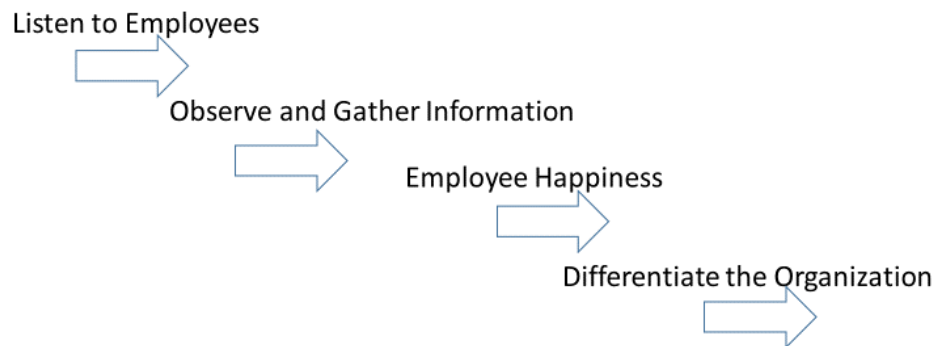 Listen to Employees
Observe and Gather Information
Employee Happiness
Differentiate the Organization